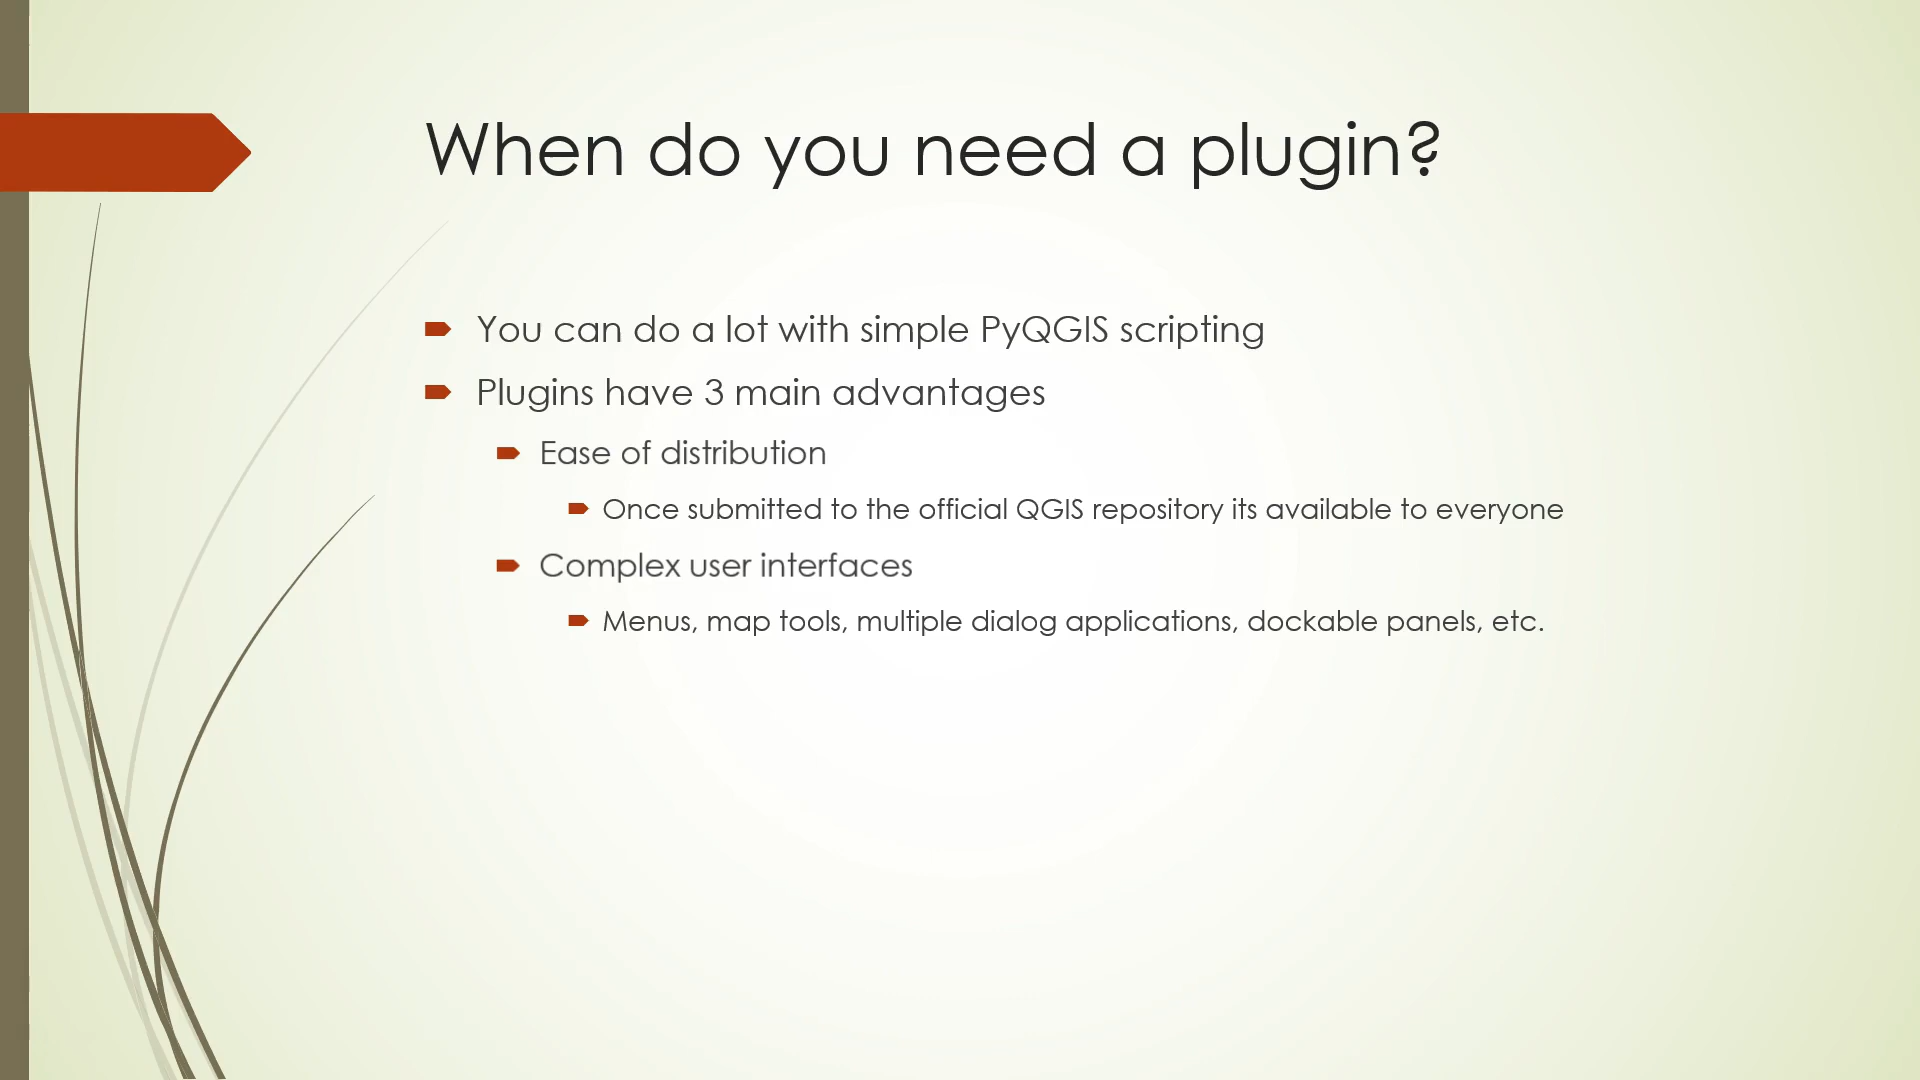 When do you need a plugin?
You can do a lot with simple PyQGIS scripting
Plugins have 3 main advantages
Ease of distribution
Once submitted to the official QGIS repository its available to everyone
Complex user interfaces
Menus, map tools, multiple dialog applications, dockable panels, etc.